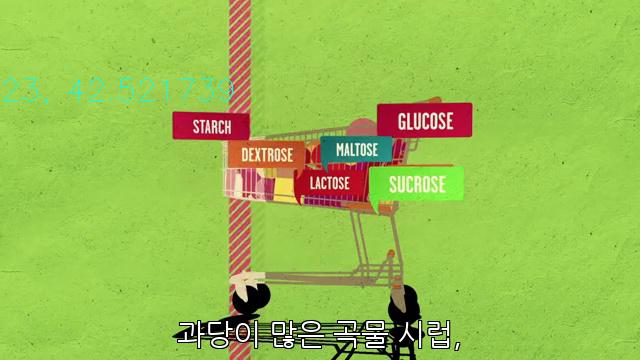 23, 42.521739
STARCH
GLUCOSE
DEXTROSE
MALTOSE
LACTOSE
SUCROSE
과당이 많은 곡물 시럽,